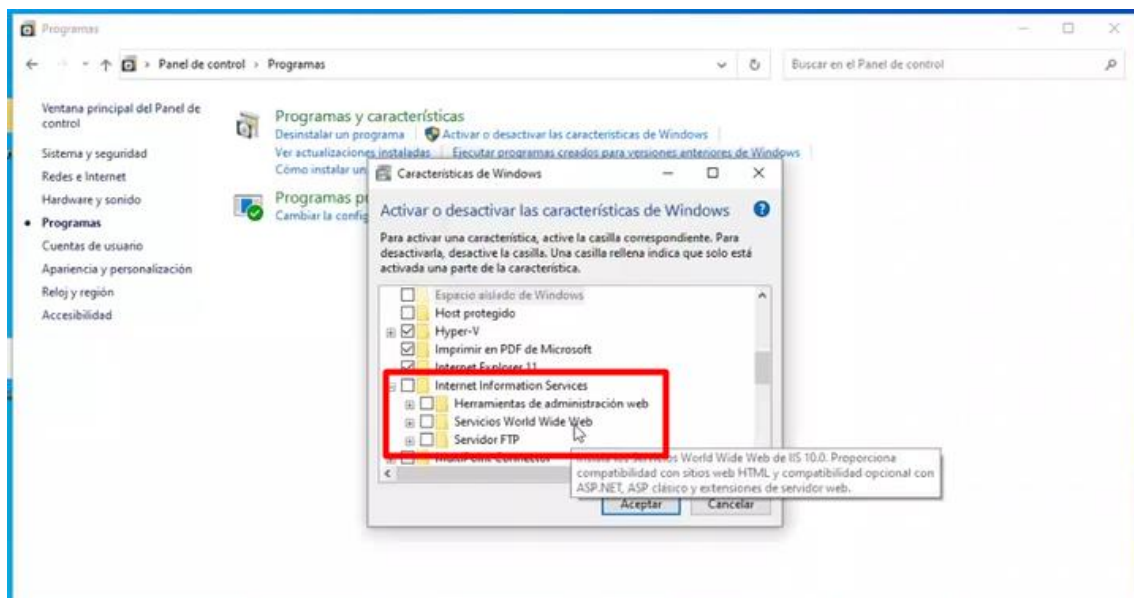 Programas
Panel de control > Programas
Buscar en el Panel de control
Ventana principal del Panel de
control
Sistema y seguridad
Redes e Internet
Hardware y sonido
Programas
Cuentas de usuario
Apariencia y personalización
Reloj y región
Accesibilidad
Programas y características
Desinstalar un programa
Activar o desactivar las características de Windows
Ver actualizaciones instaladas
Ejecutar programas creados para versiones anteriores de Windows
Cómo instalar un
Programas
Cambiar la
Características de Windows
Activar o desactivar las características de Windows
Para activar una característica, active la casilla correspondiente. Para
desactivarla, desactive la casilla. Una casilla rellena indica que solo está
activada una parte de la característica.
Espacio aislado de Windows
Host protegido
Hyper-V
Imprimir en PDF de Microsoft
Internet Explorer 11
Internet Information Services
Herramientas de administración web
Servicios World Wide Web
Servidor FTP
MultiPoint Connector
los Servicios World Wide Web de IIS 10.0. Proporciona
compatibilidad con sitios web HTML y compatibilidad opcional con
ASP.NET, ASP clásico y extensiones de servidor web.
Aceptar
Cancelar